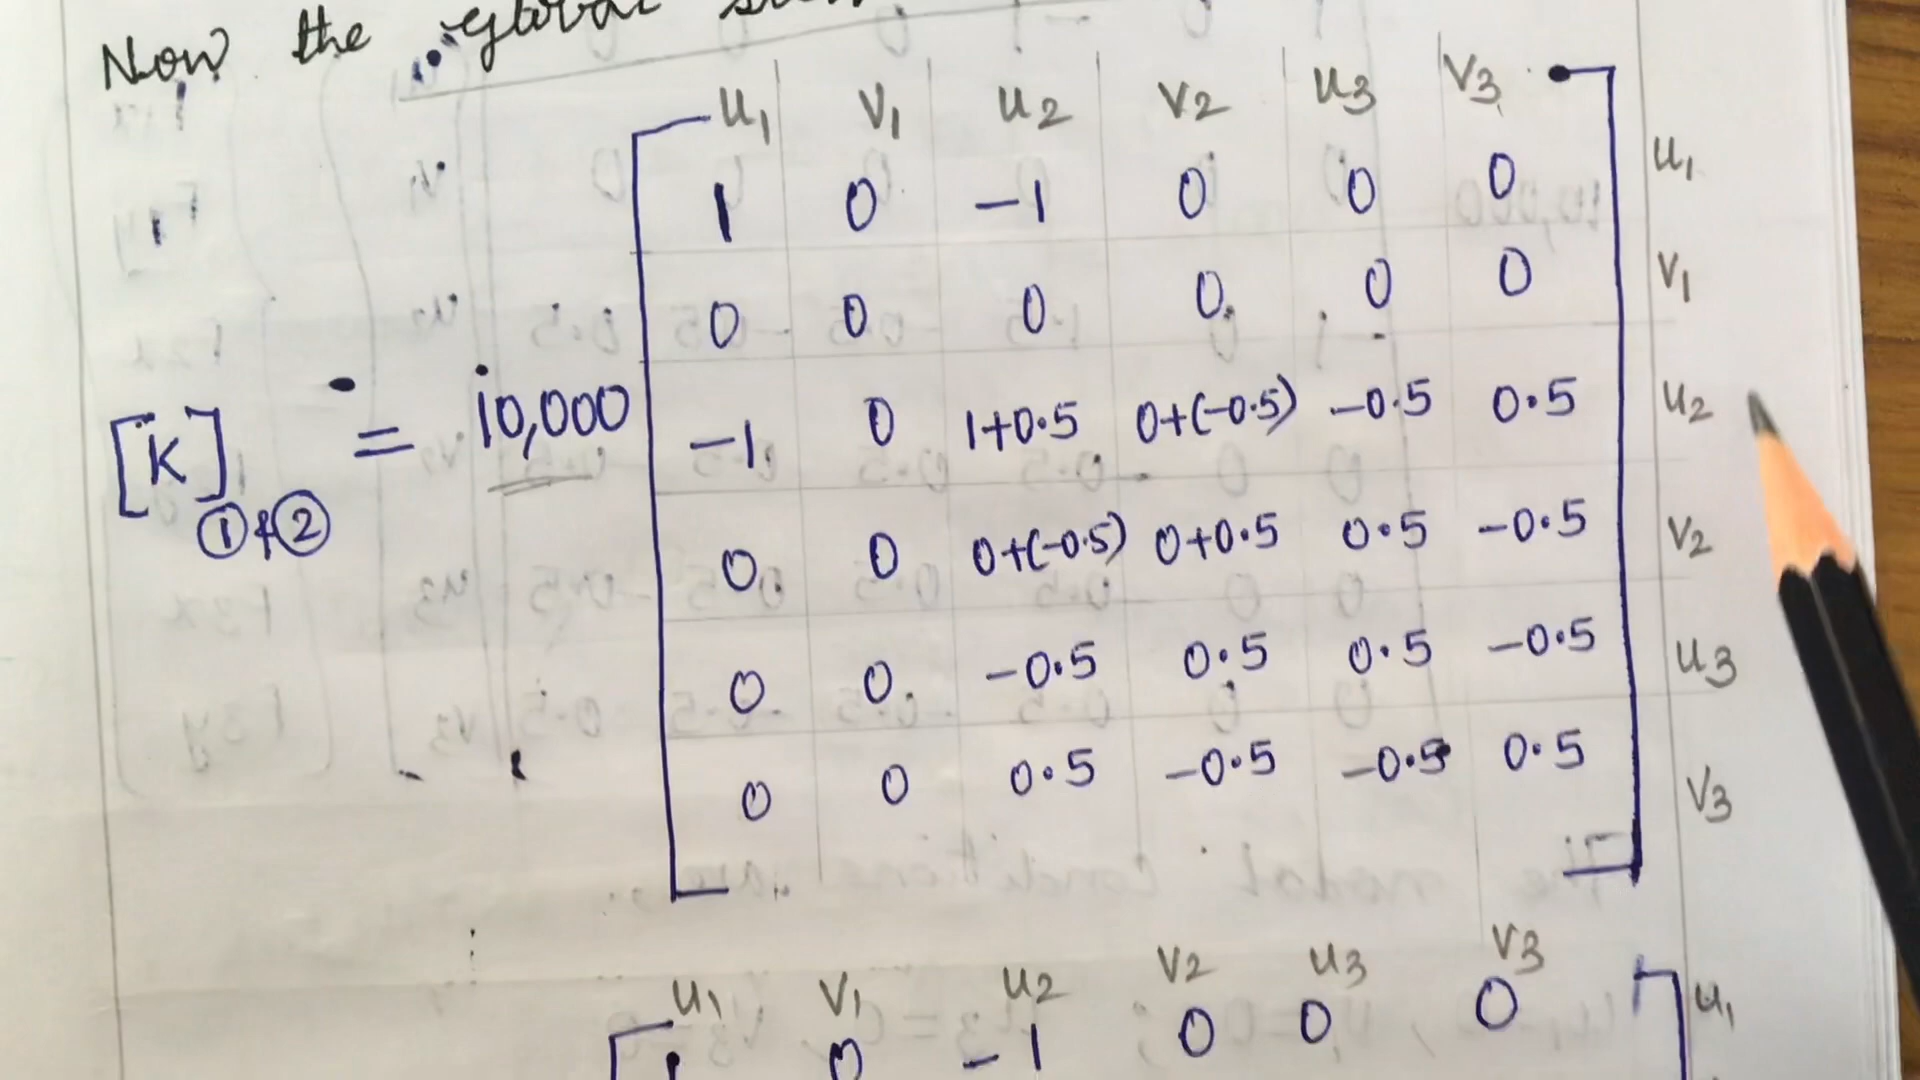 Now the global
u1 v1 u2 v2 u3 v3
1 0 -1 0 0 0 u1
0 0 0 0 0 0 v1
[K]①+② = 10,000 -1 0 1+0.5 0+(-0.5) -0.5 0.5 u2
0 0 0+(-0.5) 0+0.5 0.5 -0.5 v2
0 0 -0.5 0.5 0.5 -0.5 u3
0 0 0.5 -0.5 -0.5 0.5 v3
u1 v1 u2 v2 u3 v3
0 -1 0 0 0 u1